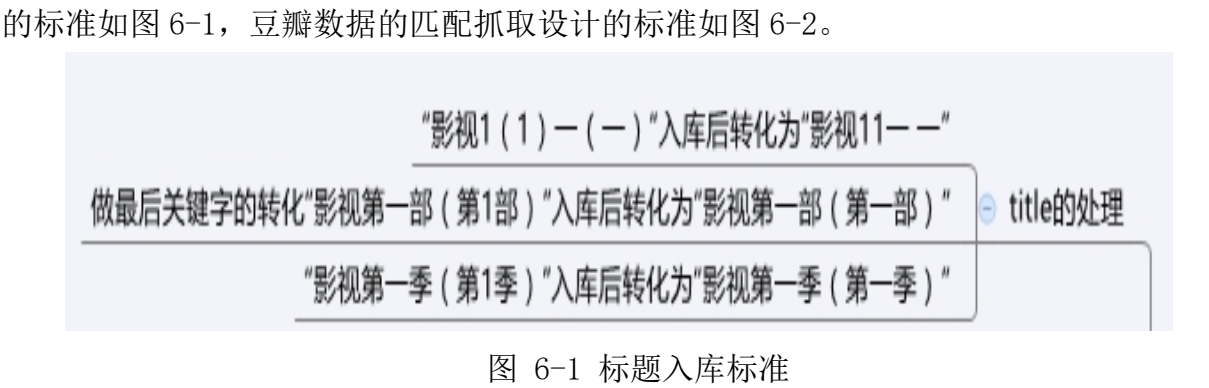 的标准如图 6-1，豆瓣数据的匹配抓取设计的标准如图 6-2。
“影视1（1）一（一）”入库后转化为“影视11一 一”
做最后关键字的转化“影视第一部（第1部）”入库后转化为“影视第一部（第一部）”
title的处理
“影视第一季（第1季）”入库后转化为“影视第一季（第一季）”
图 6-1 标题入库标准